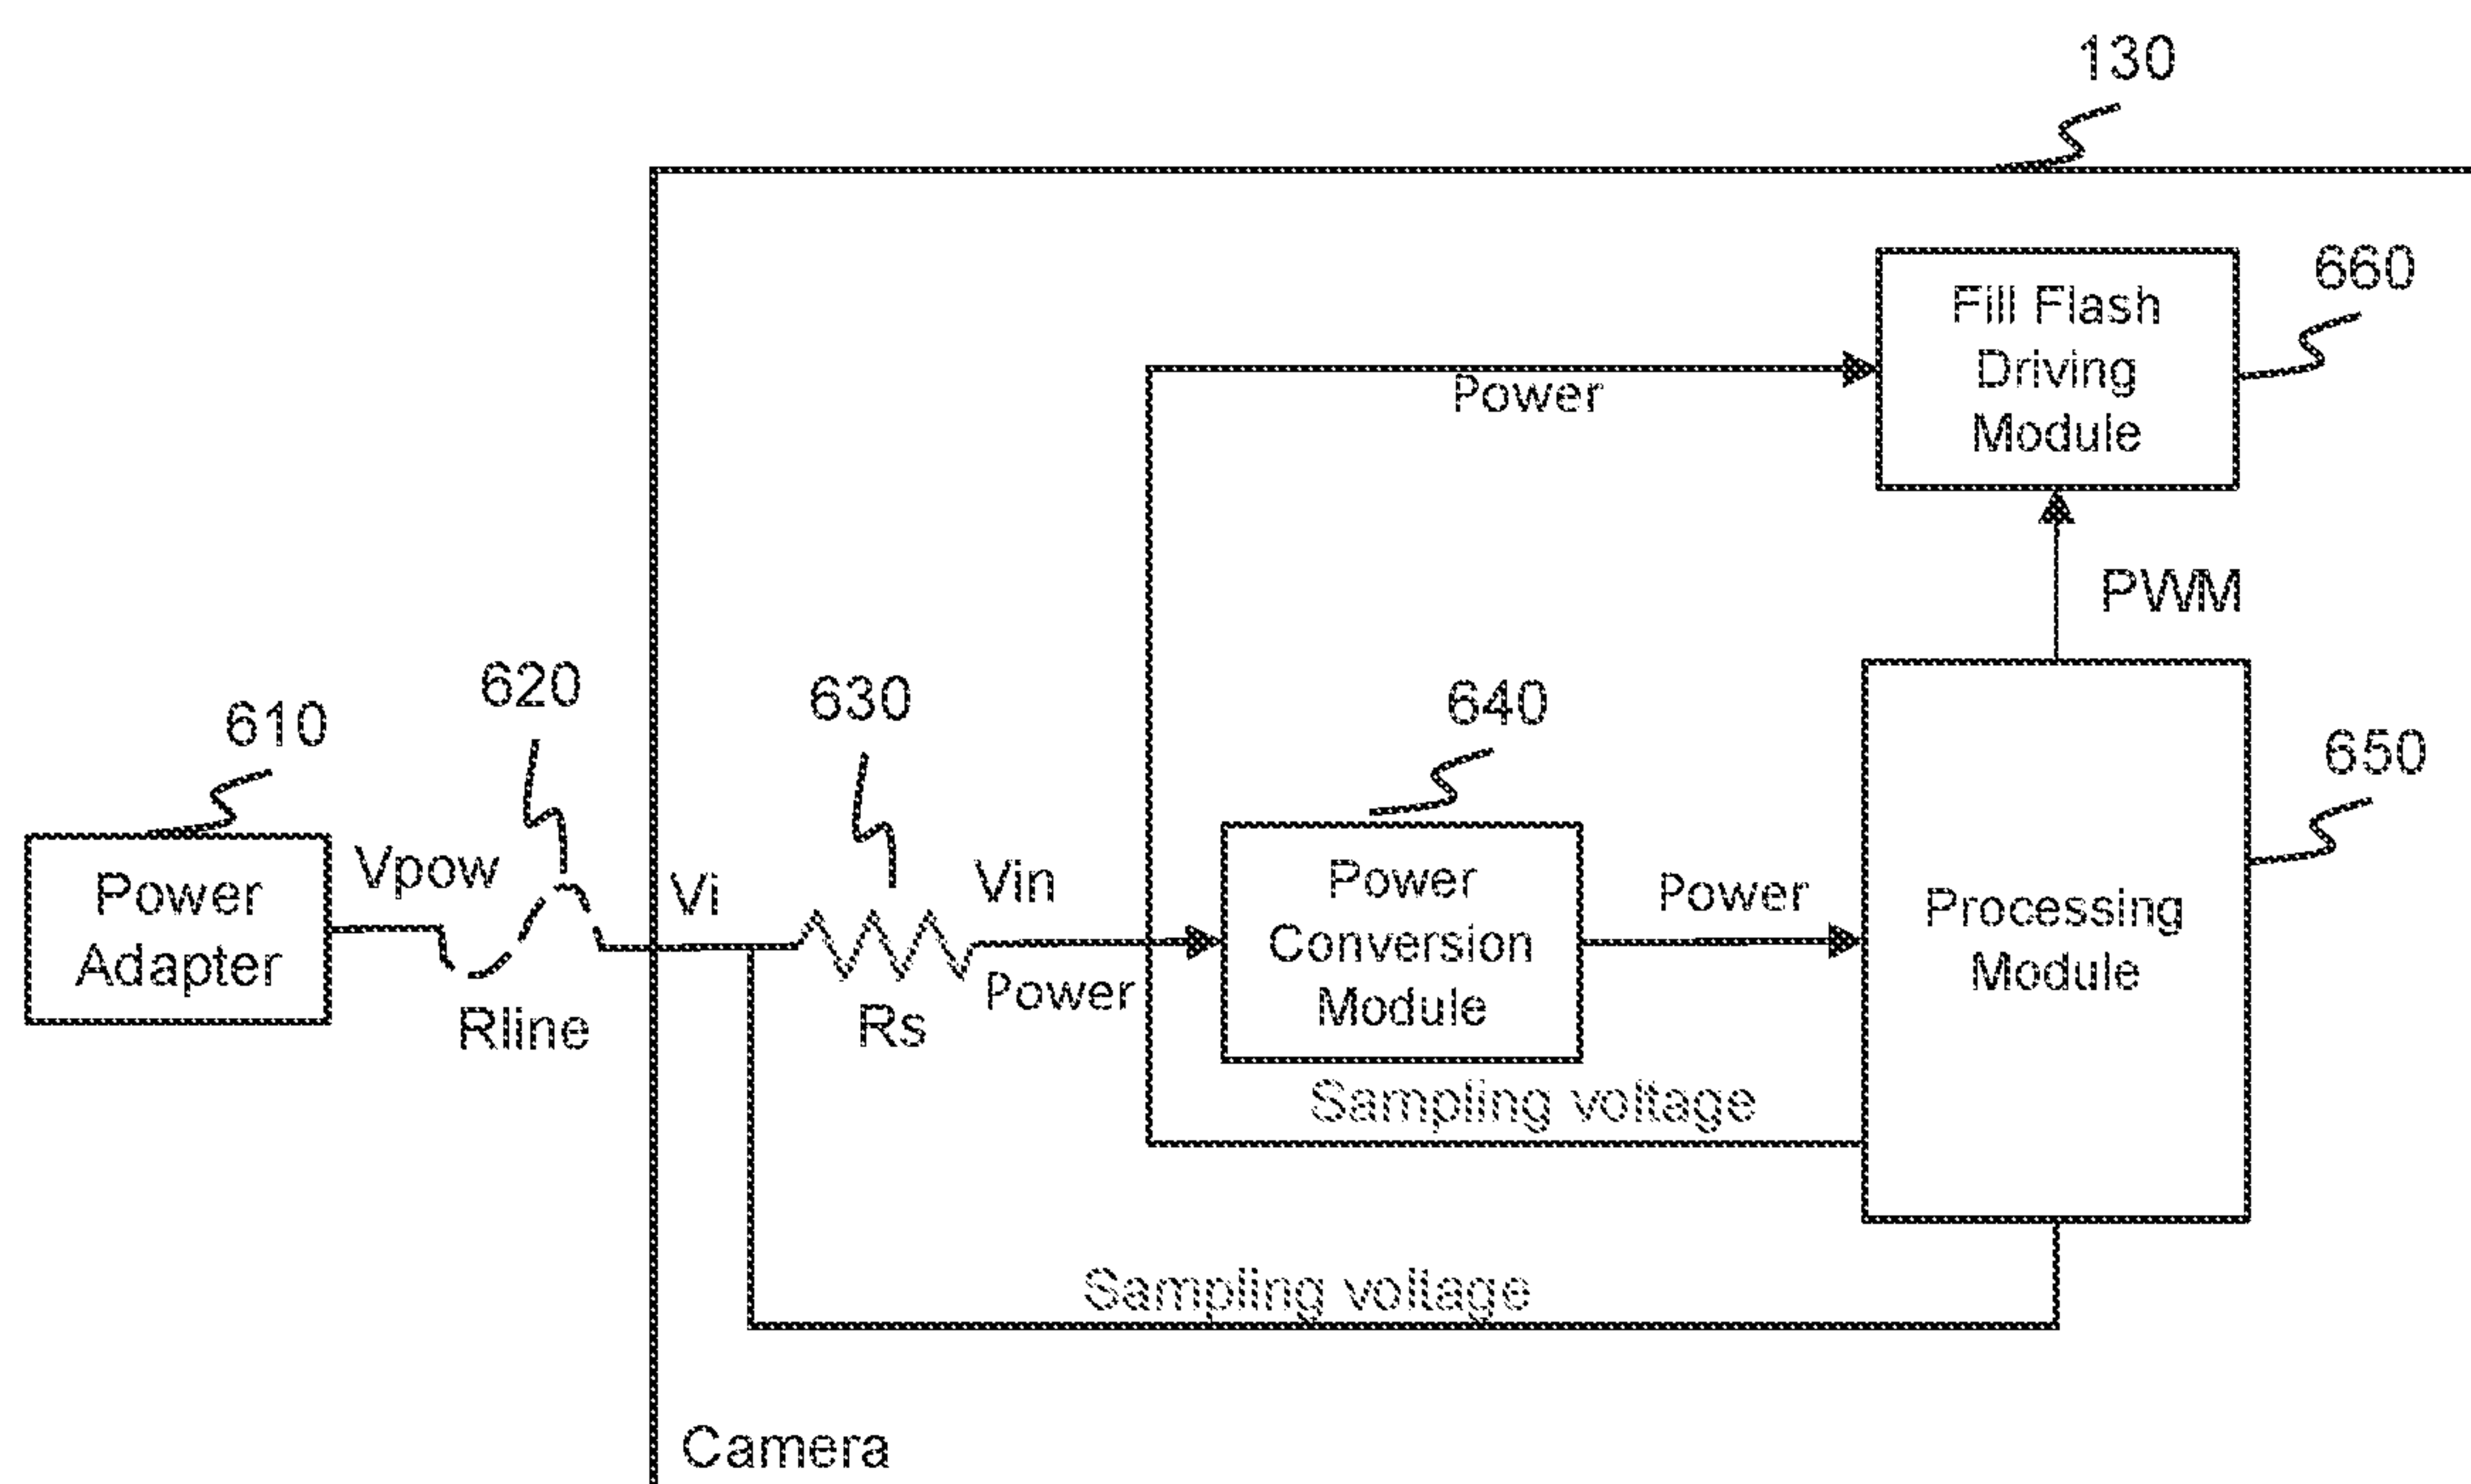 130
660
Fill Flash
Driving
Module
Power
PWM
620
630
640
610
650
Vpow
Vi
Vin
Power
Adapter
Power
Conversion
Module
Power
Processing
Module
Rline
Rs
Power
Sampling voltage
Sampling voltage
Camera